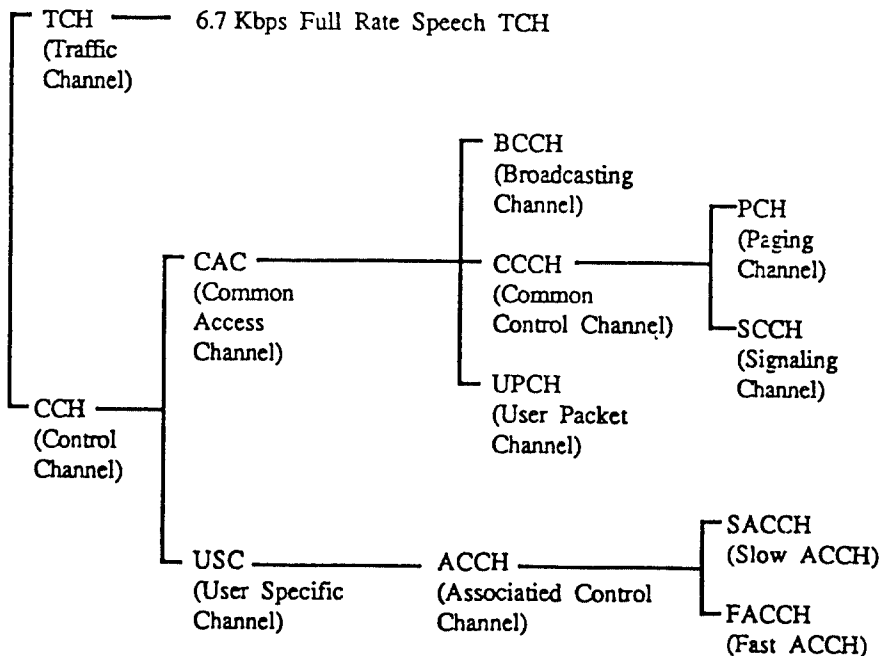 TCH
(Traffic
Channel)
6.7 Kbps Full Rate Speech TCH
BCCH
(Broadcasting
Channel)
PCH
(Paging
Channel)
CAC
(Common
Access
Channel)
CCCH
(Common
Control Channel)
SCCH
(Signaling
Channel)
UPCH
(User Packet
Channel)
CCH
(Control
Channel)
USC
(User Specific
Channel)
ACCH
(Associatied Control
Channel)
SACCH
(Slow ACCH)
FACCH
(Fast ACCH)